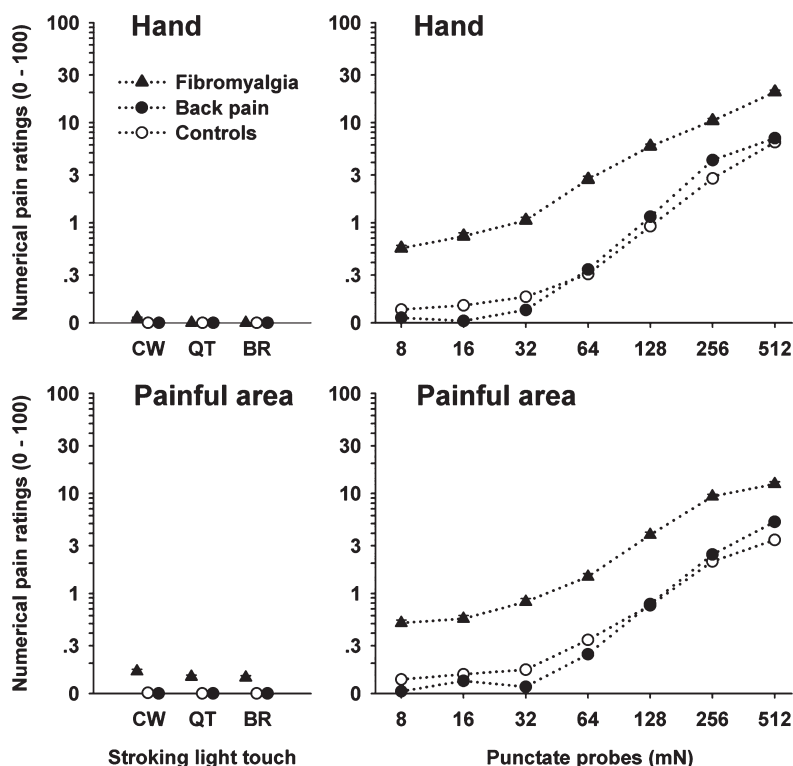 Hand
Numerical pain ratings (0 - 100)
100
30
10
3
1
.3
0
Fibromyalgia
Back pain
Controls
CW QT BR
Hand
100
30
10
3
1
.3
0
8 16 32 64 128 256 512
Painful area
Numerical pain ratings (0 - 100)
100
30
10
3
1
.3
0
CW QT BR
Stroking light touch
Painful area
100
30
10
3
1
.3
0
8 16 32 64 128 256 512
Punctate probes (mN)